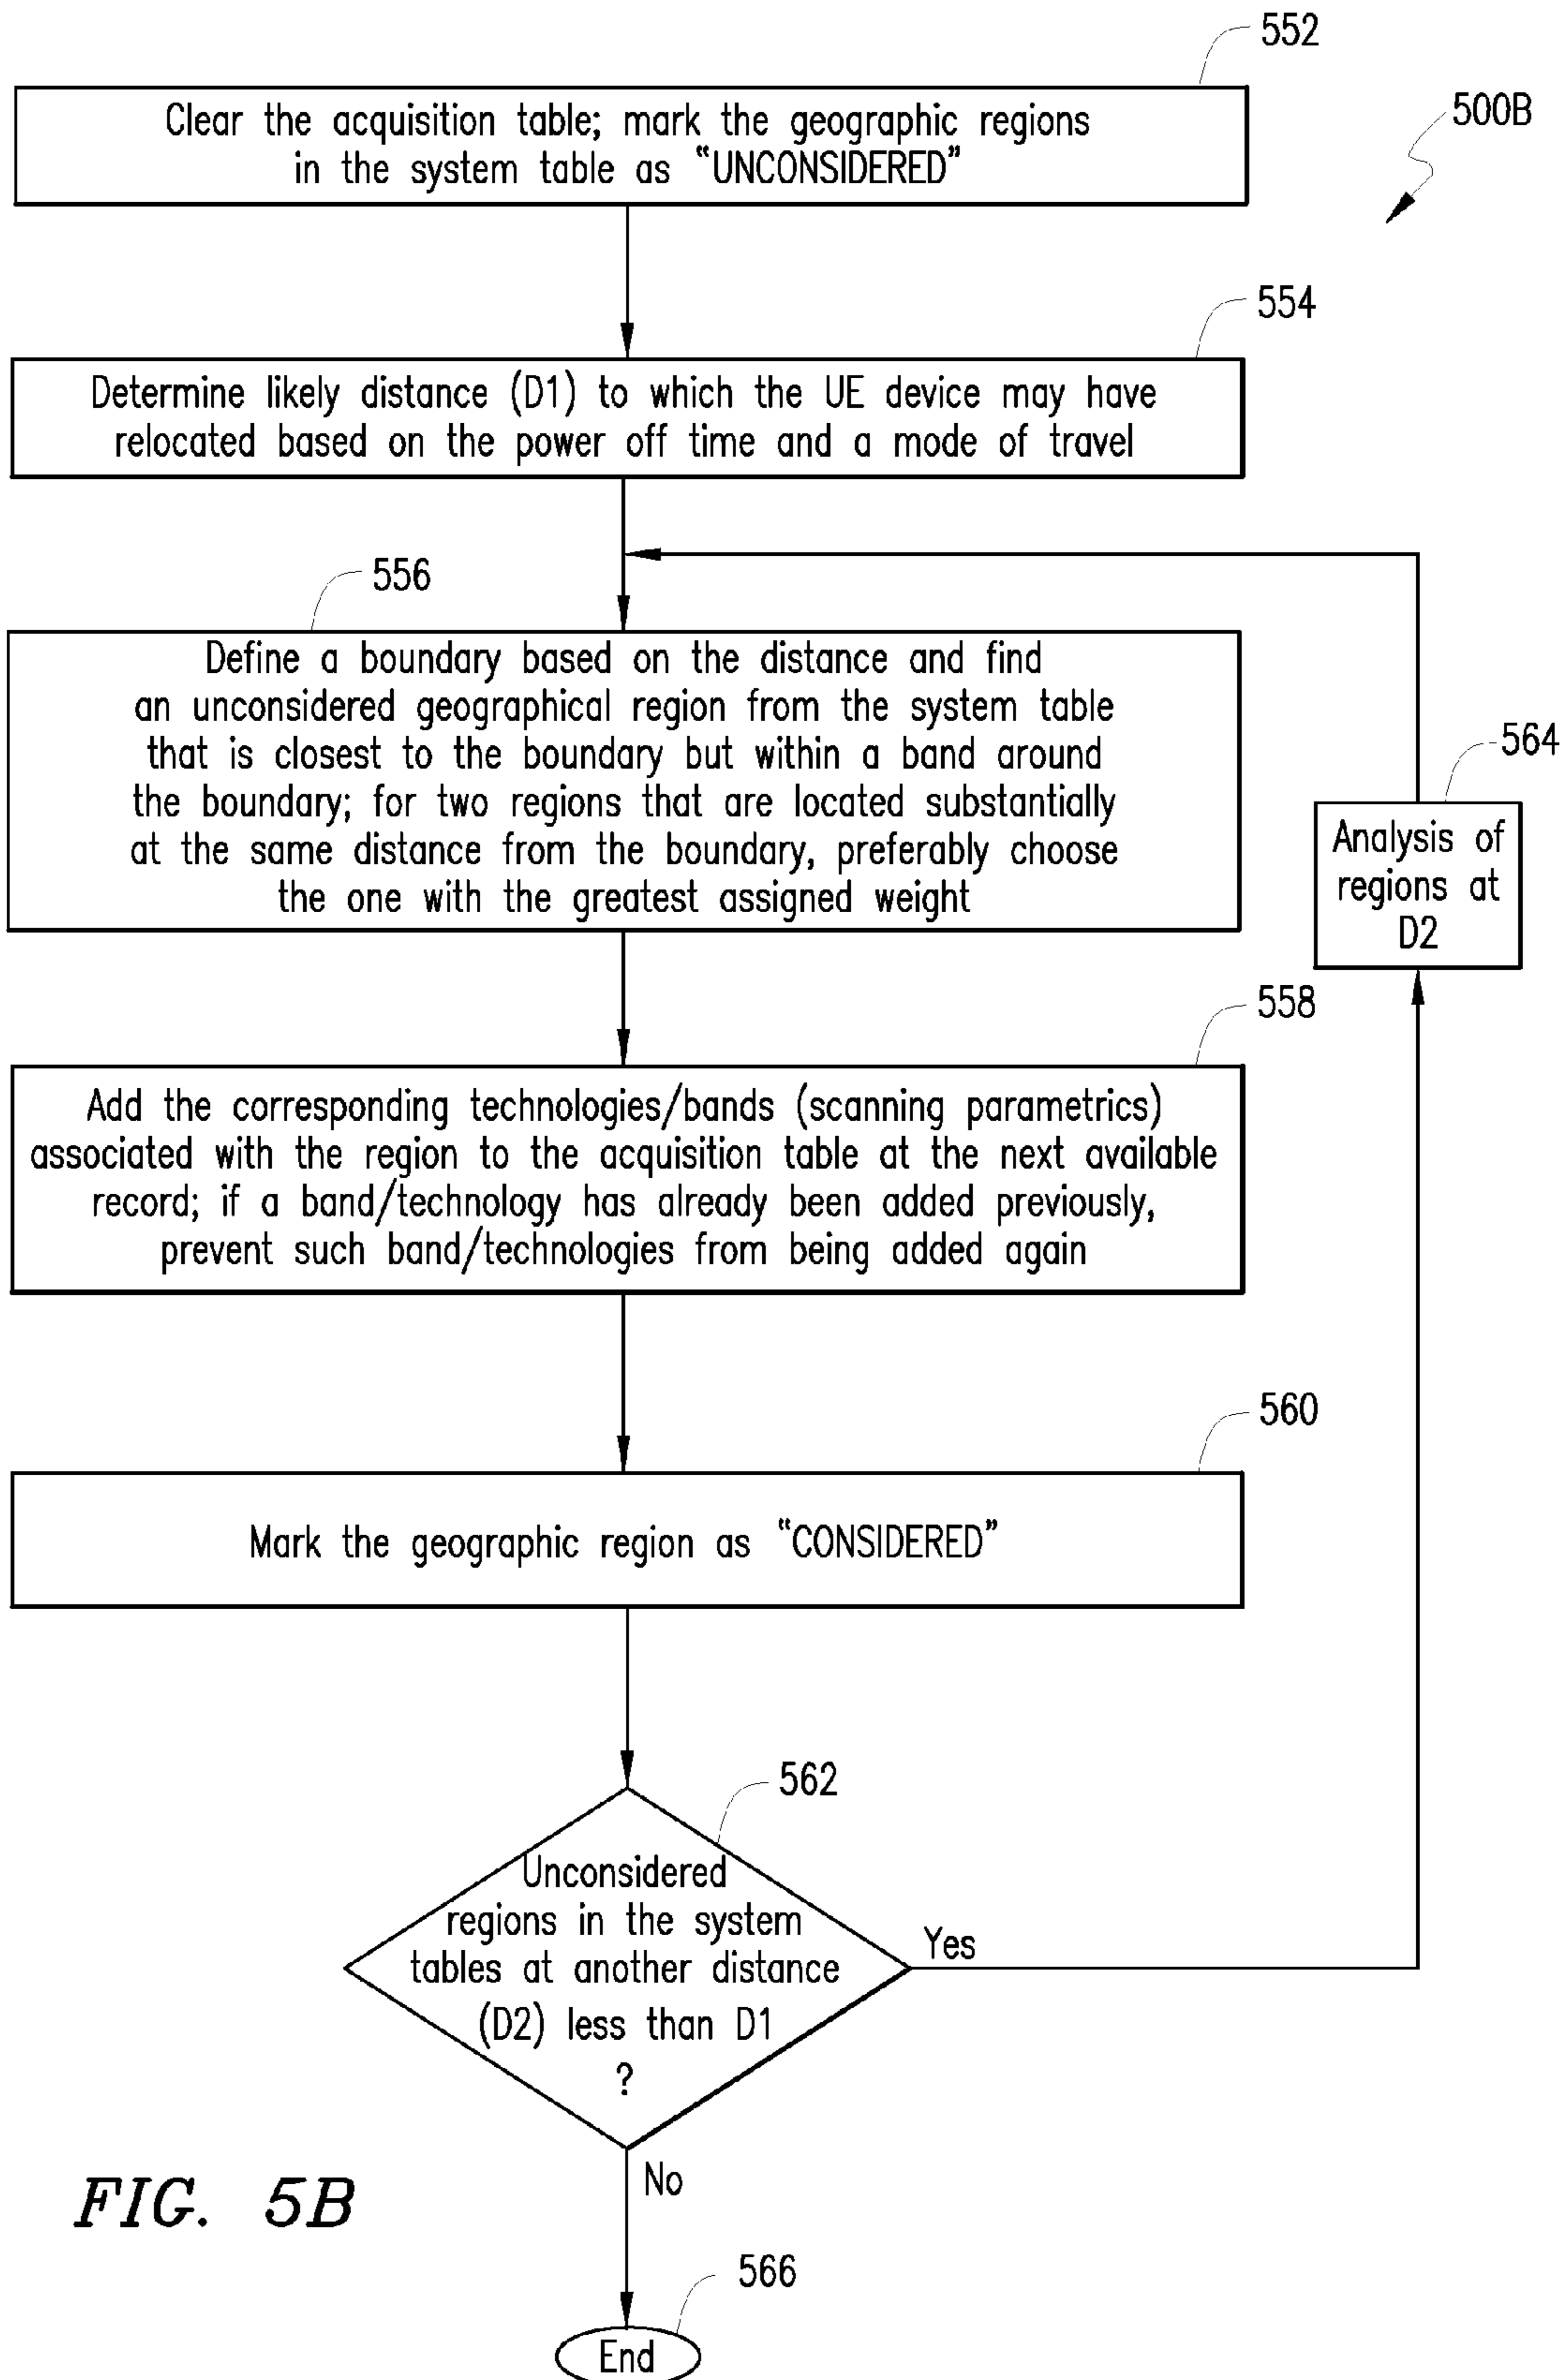 552
500B
Clear the acquisition table; mark the geographic regions
in the system table as "UNCONSIDERED"
554
Determine likely distance (D1) to which the UE device may have
relocated based on the power off time and a mode of travel
556
Define a boundary based on the distance and find
an unconsidered geographical region from the system table
that is closest to the boundary but within a band around
the boundary; for two regions that are located substantially
at the same distance from the boundary, preferably choose
the one with the greatest assigned weight
564
Analysis of
regions at
D2
558
Add the corresponding technologies/bands (scanning parametrics)
associated with the region to the acquisition table at the next available
record; if a band/technology has already been added previously,
prevent such band/technologies from being added again
560
Mark the geographic region as "CONSIDERED"
562
Unconsidered
regions in the system
tables at another distance
(D2) less than D1
?
Yes
No
FIG. 5B
566
End